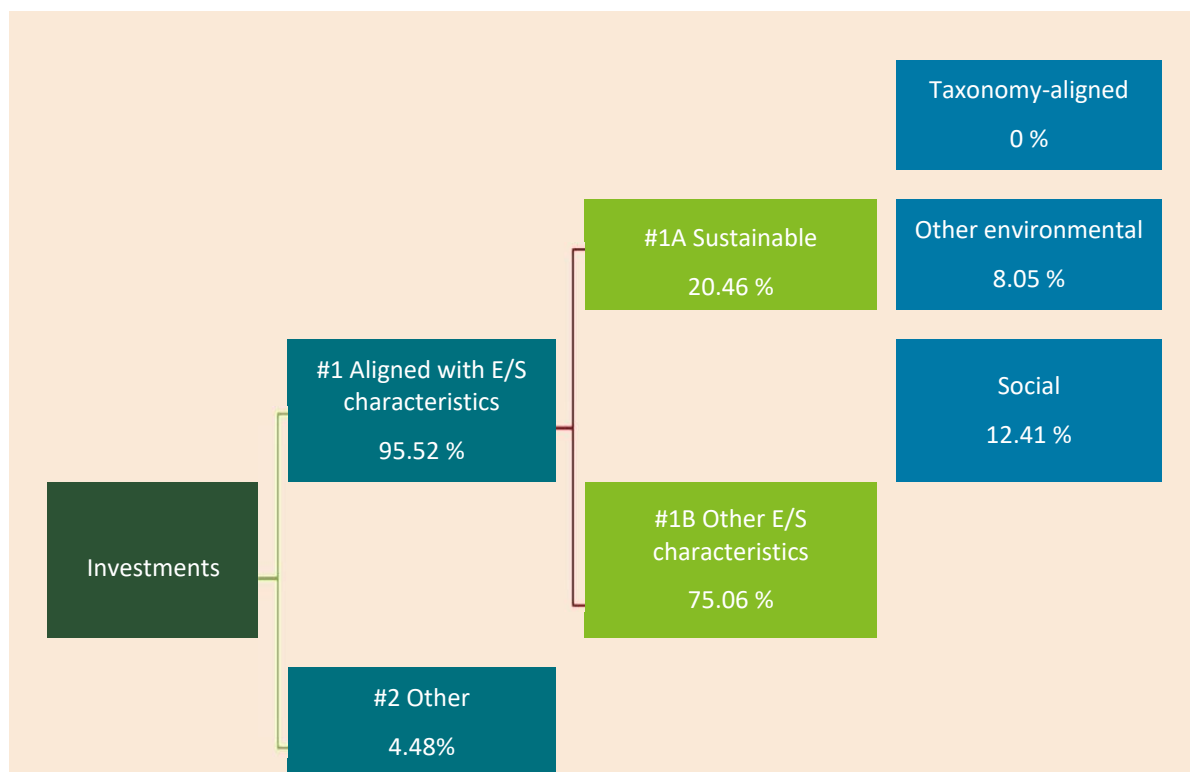 Investments
#1 Aligned with E/S
characteristics
95.52 %
#2 Other
4.48%
#1A Sustainable
20.46 %
#1B Other E/S
characteristics
75.06 %
Taxonomy-aligned
0 %
Other environmental
8.05 %
Social
12.41 %